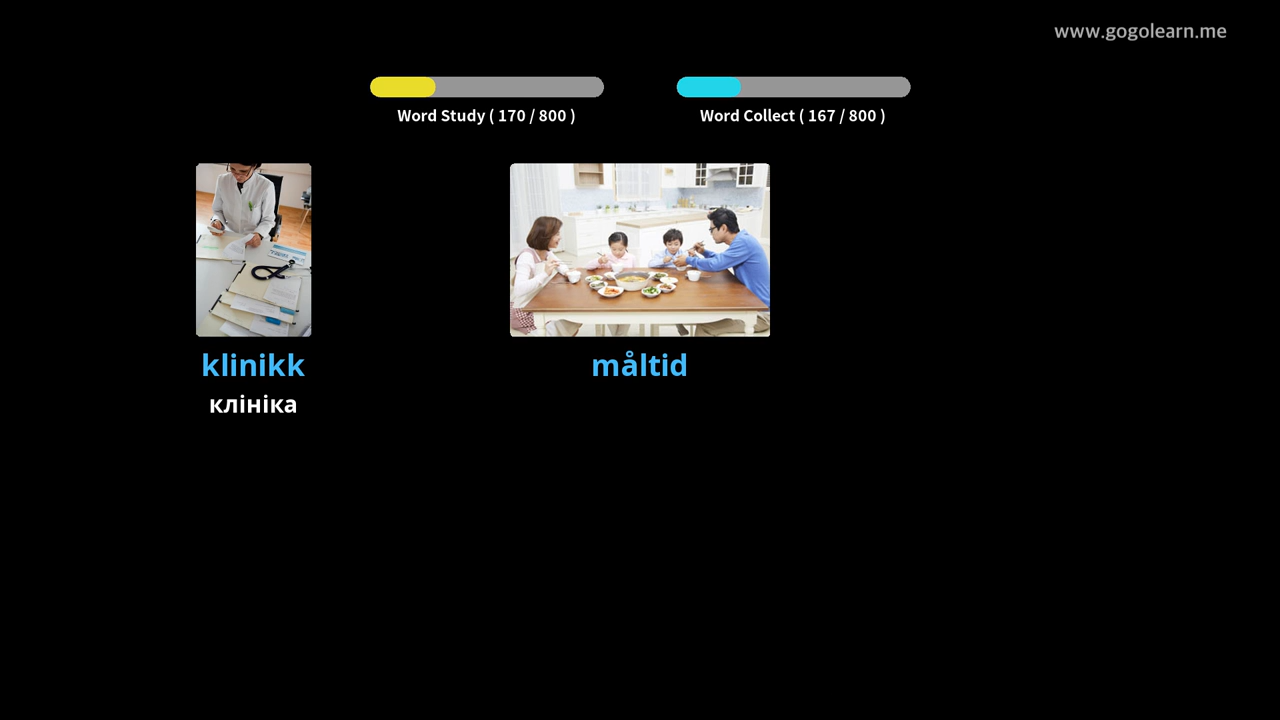 www.gogolearn.me
Word Study ( 170 / 800 )
Word Collect ( 167 / 800 )
klinikk
måltid
клініка